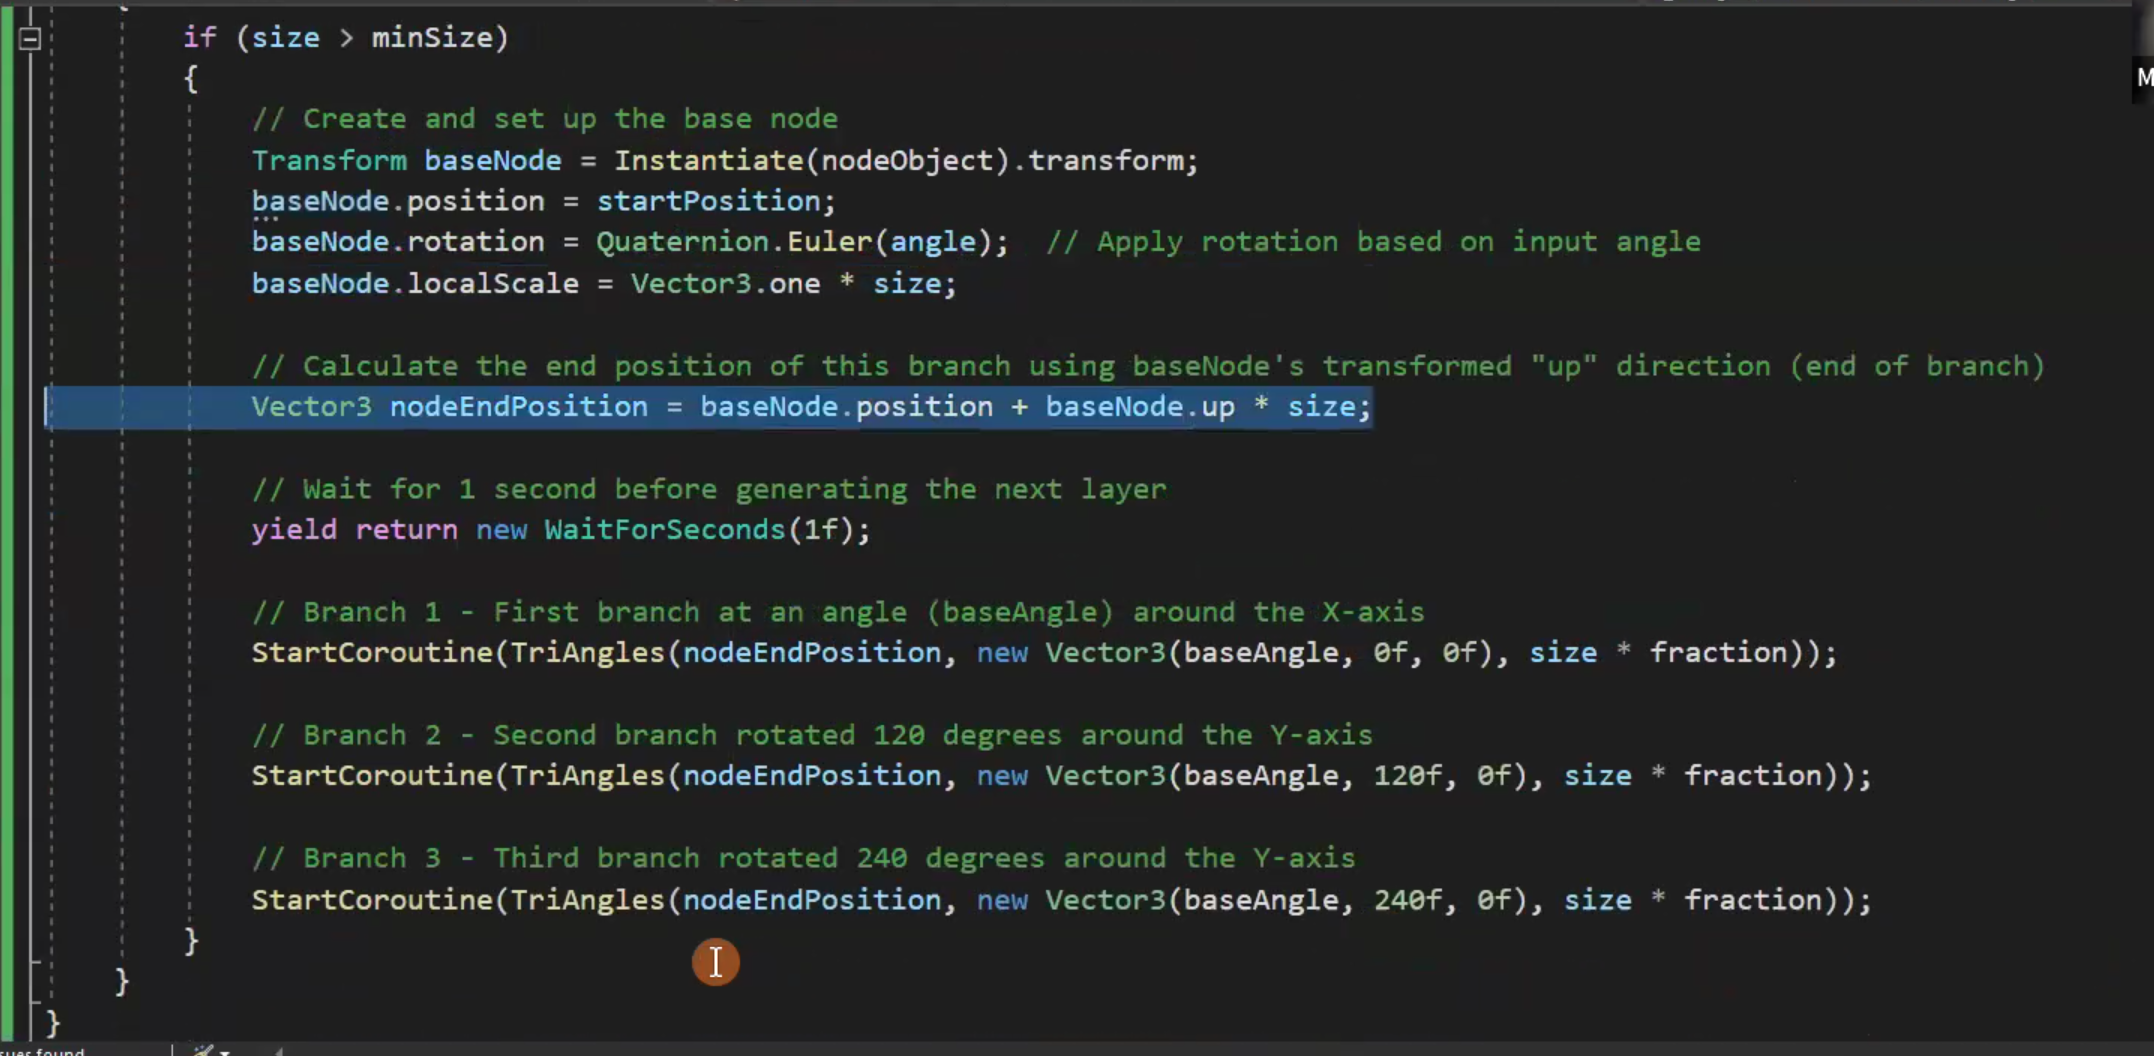 if (size > minSize)
{
// Create and set up the base node
Transform baseNode = Instantiate(nodeObject).transform;
baseNode.position = startPosition;
baseNode.rotation = Quaternion.Euler(angle);  // Apply rotation based on input angle
baseNode.localScale = Vector3.one * size;
// Calculate the end position of this branch using baseNode's transformed "up" direction (end of branch)
Vector3 nodeEndPosition = baseNode.position + baseNode.up * size;
// Wait for 1 second before generating the next layer
yield return new WaitForSeconds(1f);
// Branch 1 - First branch at an angle (baseAngle) around the X-axis
StartCoroutine(TriAngles(nodeEndPosition, new Vector3(baseAngle, 0f, 0f), size * fraction));
// Branch 2 - Second branch rotated 120 degrees around the Y-axis
StartCoroutine(TriAngles(nodeEndPosition, new Vector3(baseAngle, 120f, 0f), size * fraction));
// Branch 3 - Third branch rotated 240 degrees around the Y-axis
StartCoroutine(TriAngles(nodeEndPosition, new Vector3(baseAngle, 240f, 0f), size * fraction));
}
}
}
found
M